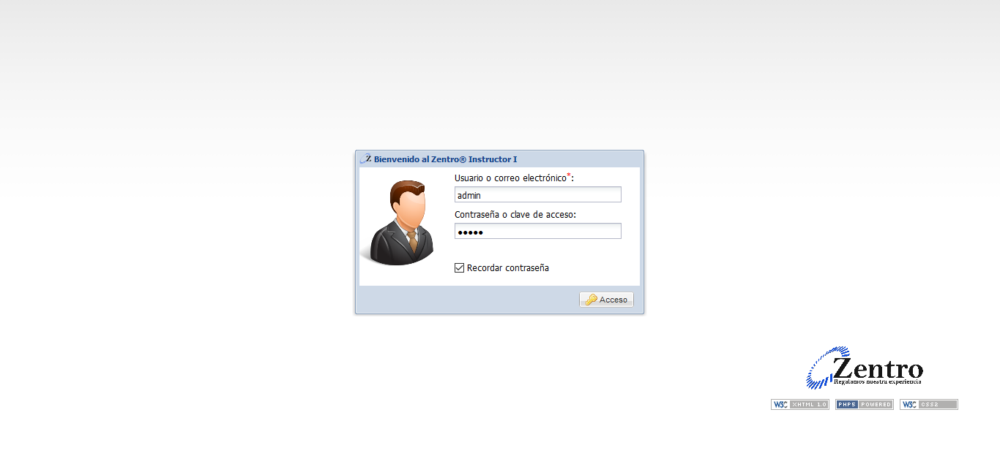 Z Bienvenido al Zentro® Instructor I
Usuario o correo electrónico*:
admin
Contraseña o clave de acceso:
●●●●●
Recordar contraseña
Acceso
Zentro
Regalamos nuestra experiencia
W3C XHTML 1.0
PHP5 POWERED
W3C CSS2